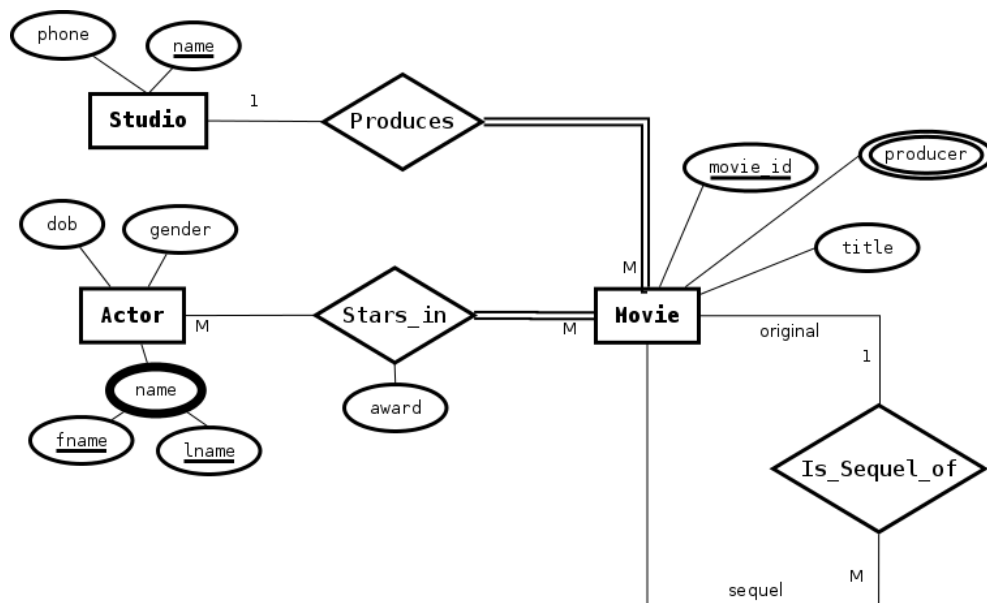 phone
name
Studio
1
Produces
M
movie_id
producer
title
dob
gender
Actor
M
Stars_in
M
Movie
original
1
name
fname
lname
award
Is_Sequel_of
M
sequel